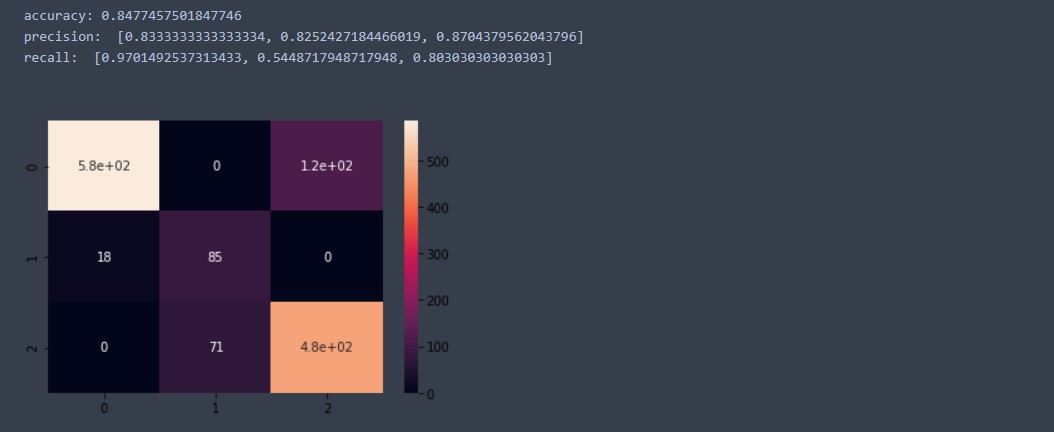 accuracy: 0.8477457501847746
precision:  [0.8333333333333334, 0.8252427184466019, 0.8704379562043796]
recall:  [0.9701492537313433, 0.5448717948717948, 0.803030303030303]
0 5.8e+02 0 1.2e+02
1 18 85 0
2 0 71 4.8e+02
0 1 2
500
400
300
200
100
0